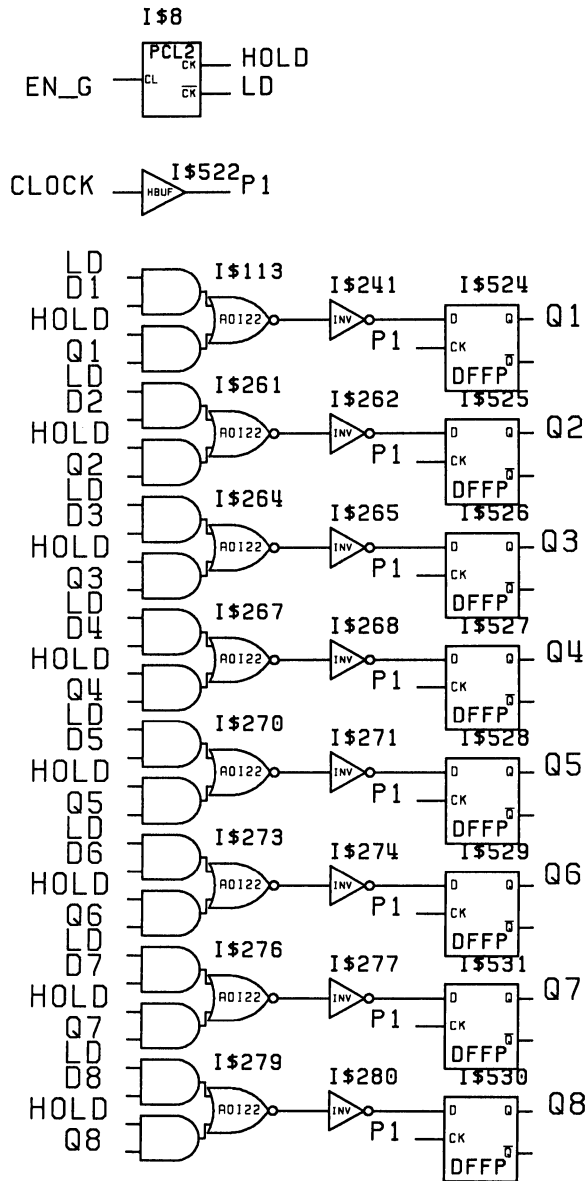 I$8
PCL2
CK
HOLD
EN_G
CL
CK
LD
I$522
CLOCK
HBUF
P1
LD
D1
I$113
I$241
I$524
HOLD
AOI22
INV
D
Q
Q1
Q1
P1
CK
Q
DFFP
LD
D2
I$261
I$262
I$525
HOLD
AOI22
INV
D
Q
Q2
Q2
P1
CK
Q
DFFP
LD
D3
I$264
I$265
I$526
HOLD
AOI22
INV
D
Q
Q3
Q3
P1
CK
Q
DFFP
LD
D4
I$267
I$268
I$527
HOLD
AOI22
INV
D
Q
Q4
Q4
P1
CK
Q
DFFP
LD
D5
I$270
I$271
I$528
HOLD
AOI22
INV
D
Q
Q5
Q5
P1
CK
Q
DFFP
LD
D6
I$273
I$274
I$529
HOLD
AOI22
INV
D
Q
Q6
Q6
P1
CK
Q
DFFP
LD
D7
I$276
I$277
I$531
HOLD
AOI22
INV
D
Q
Q7
Q7
P1
CK
Q
DFFP
LD
D8
I$279
I$280
I$530
HOLD
AOI22
INV
D
Q
Q8
Q8
P1
CK
Q
DFFP